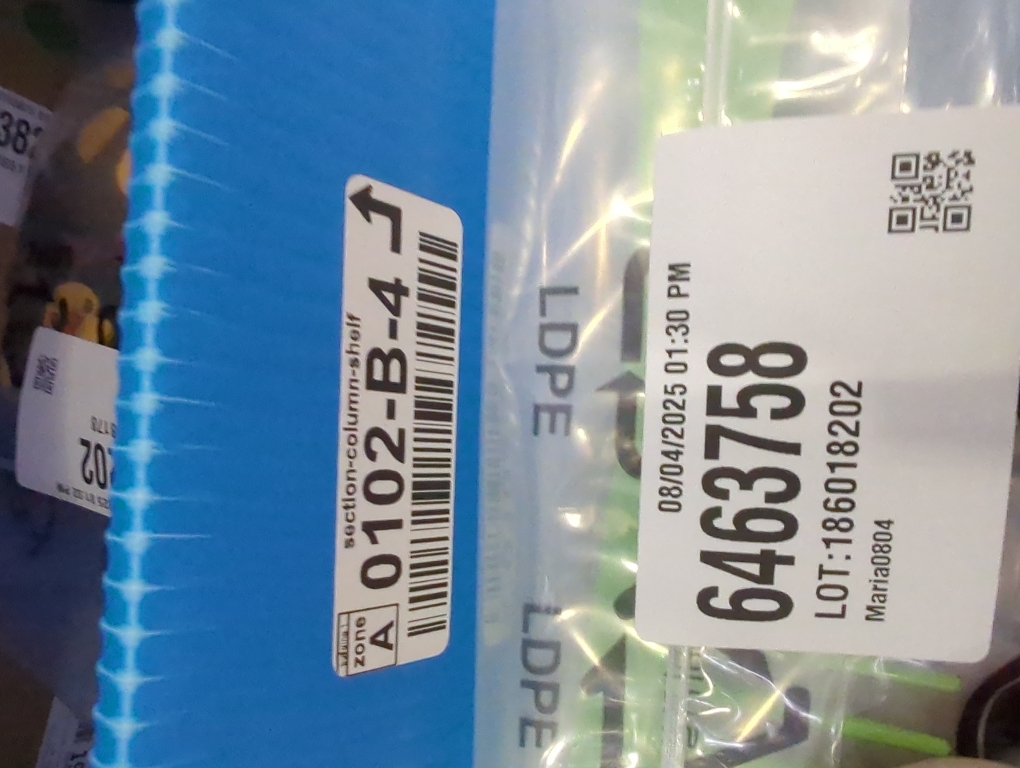 section-column-shelf
zone
A
0102-B-4
LDPE
LDPE
08/04/2025 01:30 PM
6463758
LOT:186018202
Maria0804